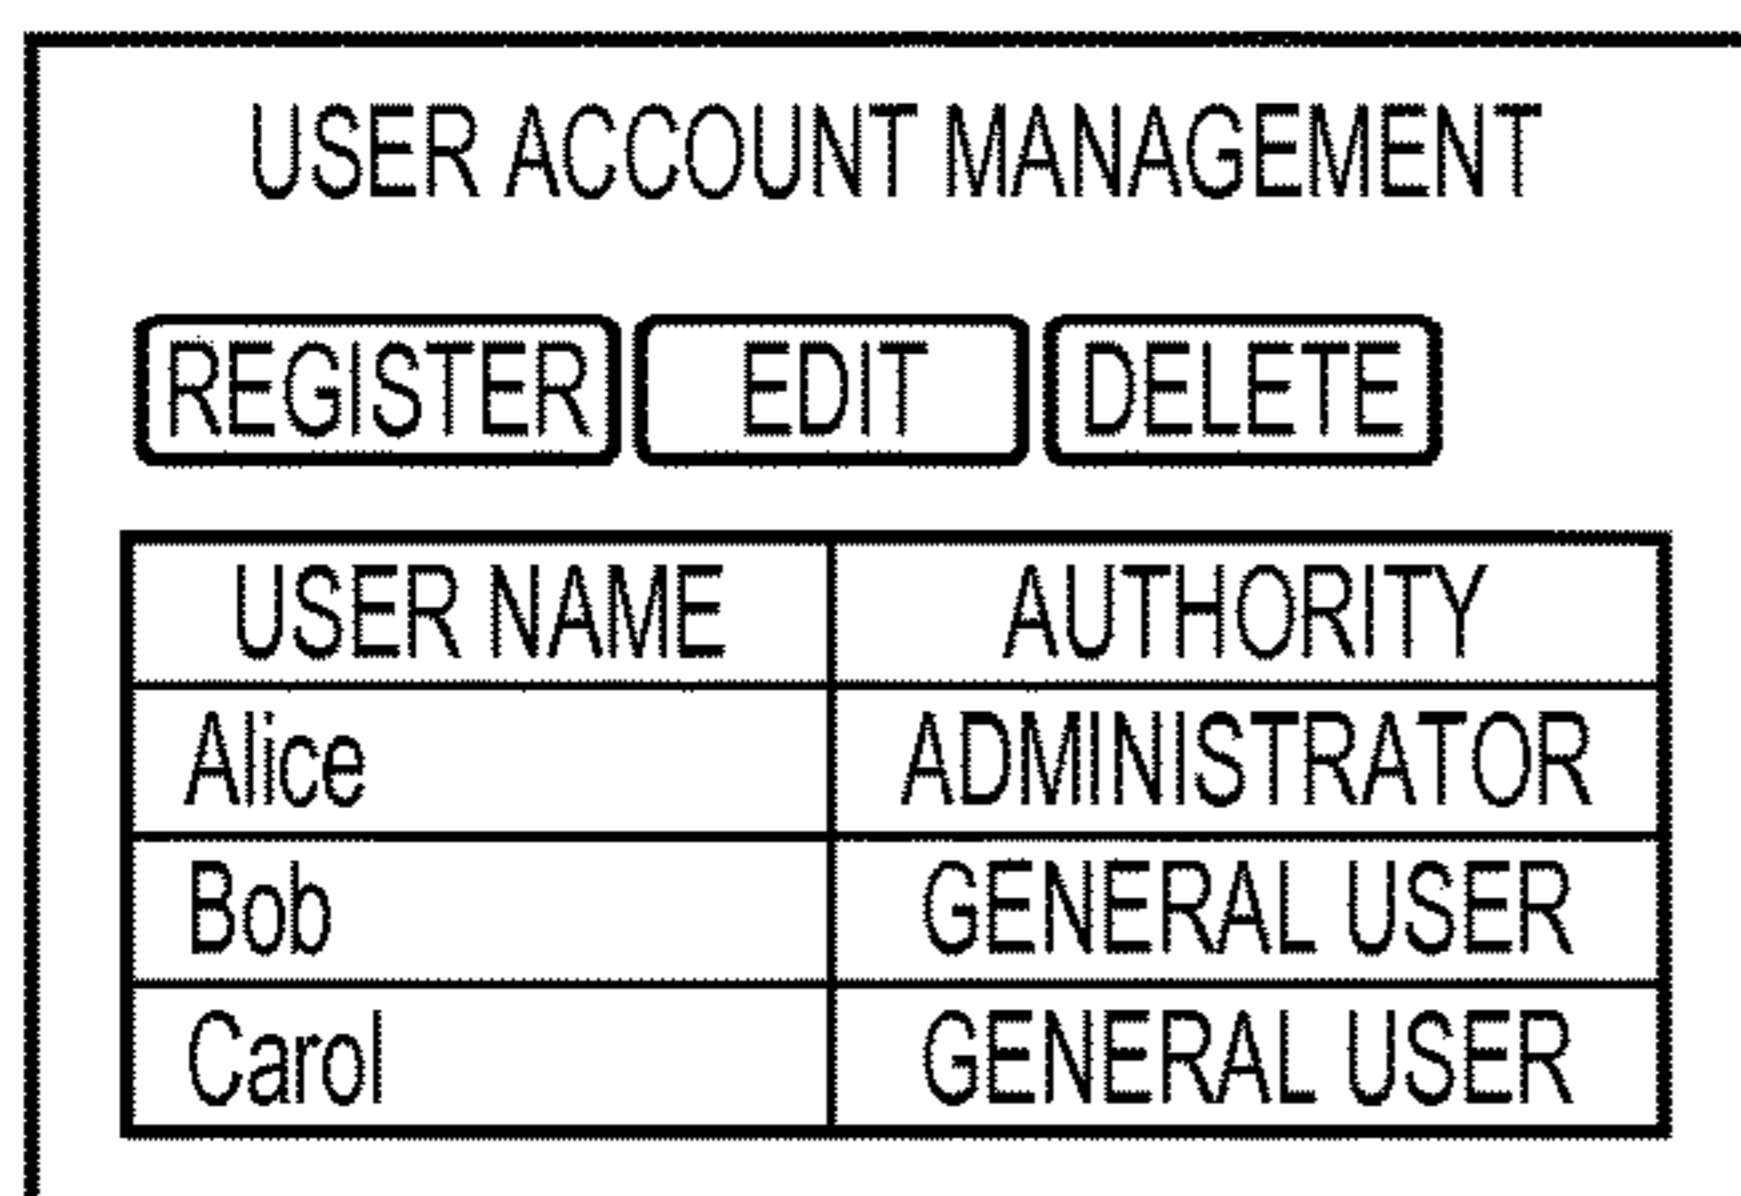 USER ACCOUNT MANAGEMENT
REGISTER EDIT DELETE
USER NAME AUTHORITY
Alice ADMINISTRATOR
Bob GENERAL USER
Carol GENERAL USER